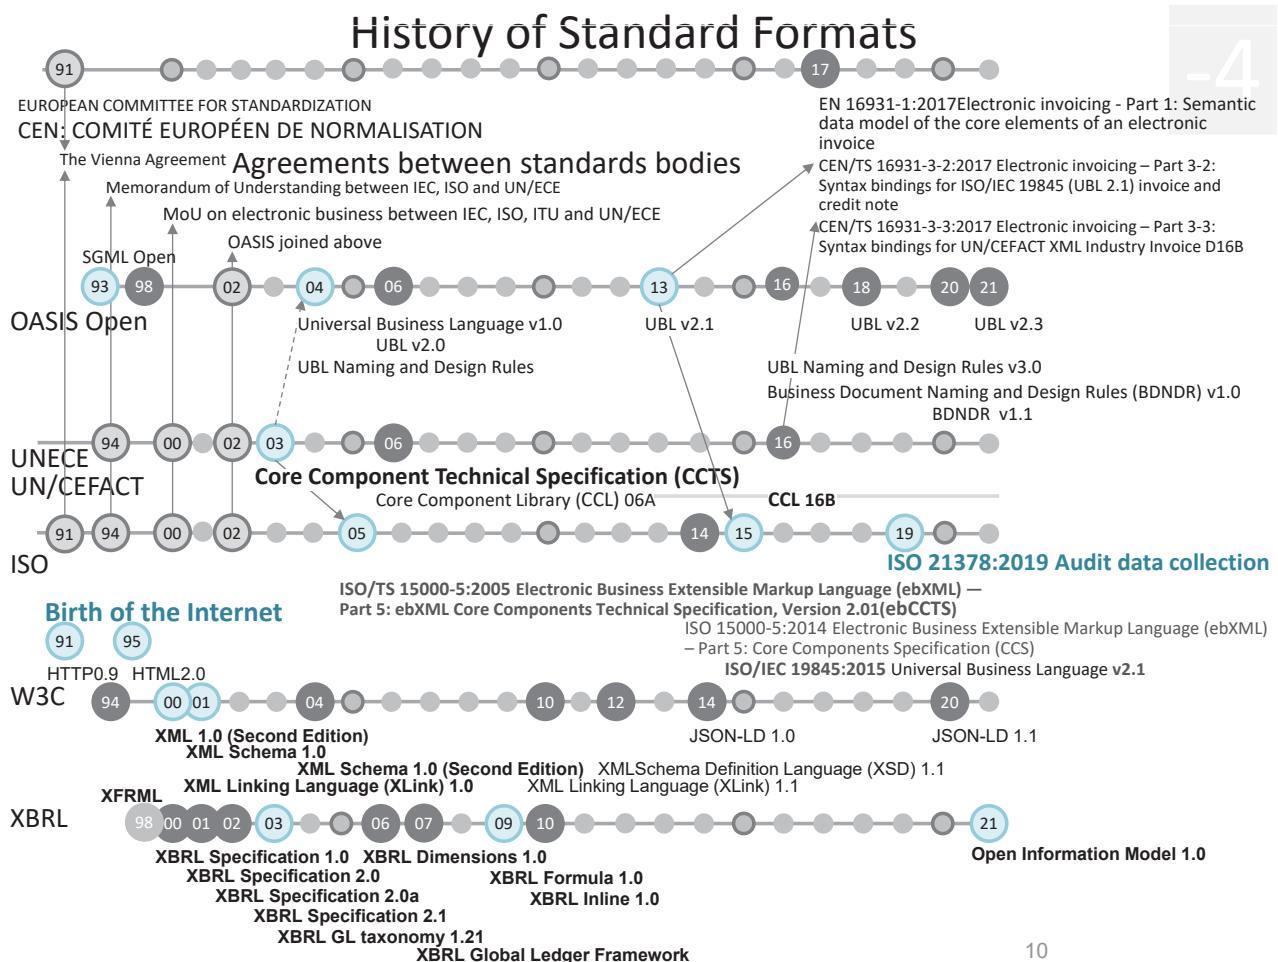 History of Standard Formats
-4
91
17
EUROPEAN COMMITTEE FOR STANDARDIZATION
CEN: COMITÉ EUROPÉEN DE NORMALISATION
EN 16931-1:2017Electronic invoicing - Part 1: Semantic
data model of the core elements of an electronic
invoice
CEN/TS 16931-3-2:2017 Electronic invoicing – Part 3-2:
Syntax bindings for ISO/IEC 19845 (UBL 2.1) invoice and
credit note
CEN/TS 16931-3-3:2017 Electronic invoicing – Part 3-3:
Syntax bindings for UN/CEFACT XML Industry Invoice D16B
The Vienna Agreement
Agreements between standards bodies
Memorandum of Understanding between IEC, ISO and UN/ECE
MoU on electronic business between IEC, ISO, ITU and UN/ECE
OASIS joined above
SGML Open
93 98 02 04 06 13 16 18 20 21
OASIS Open
Universal Business Language v1.0
UBL v2.1
UBL v2.2
UBL v2.3
UBL v2.0
UBL Naming and Design Rules
UBL Naming and Design Rules v3.0
Business Document Naming and Design Rules (BDNDR) v1.0
BDNDR v1.1
94 00 02 03 06 16
UNECE
UN/CEFACT
Core Component Technical Specification (CCTS)
Core Component Library (CCL) 06A
CCL 16B
91 94 00 02 05 14 15 19
ISO
ISO 21378:2019 Audit data collection
ISO/TS 15000-5:2005 Electronic Business Extensible Markup Language (ebXML) —
Part 5: ebXML Core Components Technical Specification, Version 2.01(ebCCTS)
ISO 15000-5:2014 Electronic Business Extensible Markup Language (ebXML)
– Part 5: Core Components Specification (CCS)
ISO/IEC 19845:2015 Universal Business Language v2.1
Birth of the Internet
91 95
HTTP0.9 HTML2.0
W3C
94 00 01 04 10 12 14 20
XML 1.0 (Second Edition)
JSON-LD 1.0
JSON-LD 1.1
XML Schema 1.0
XML Schema 1.0 (Second Edition)
XMLSchema Definition Language (XSD) 1.1
XML Linking Language (XLink) 1.0
XML Linking Language (XLink) 1.1
XFRML
XBRL
98 00 01 02 03 06 07 09 10 21
XBRL Specification 1.0
XBRL Dimensions 1.0
Open Information Model 1.0
XBRL Specification 2.0
XBRL Formula 1.0
XBRL Specification 2.0a
XBRL Inline 1.0
XBRL Specification 2.1
XBRL GL taxonomy 1.21
XBRL Global Ledger Framework
10